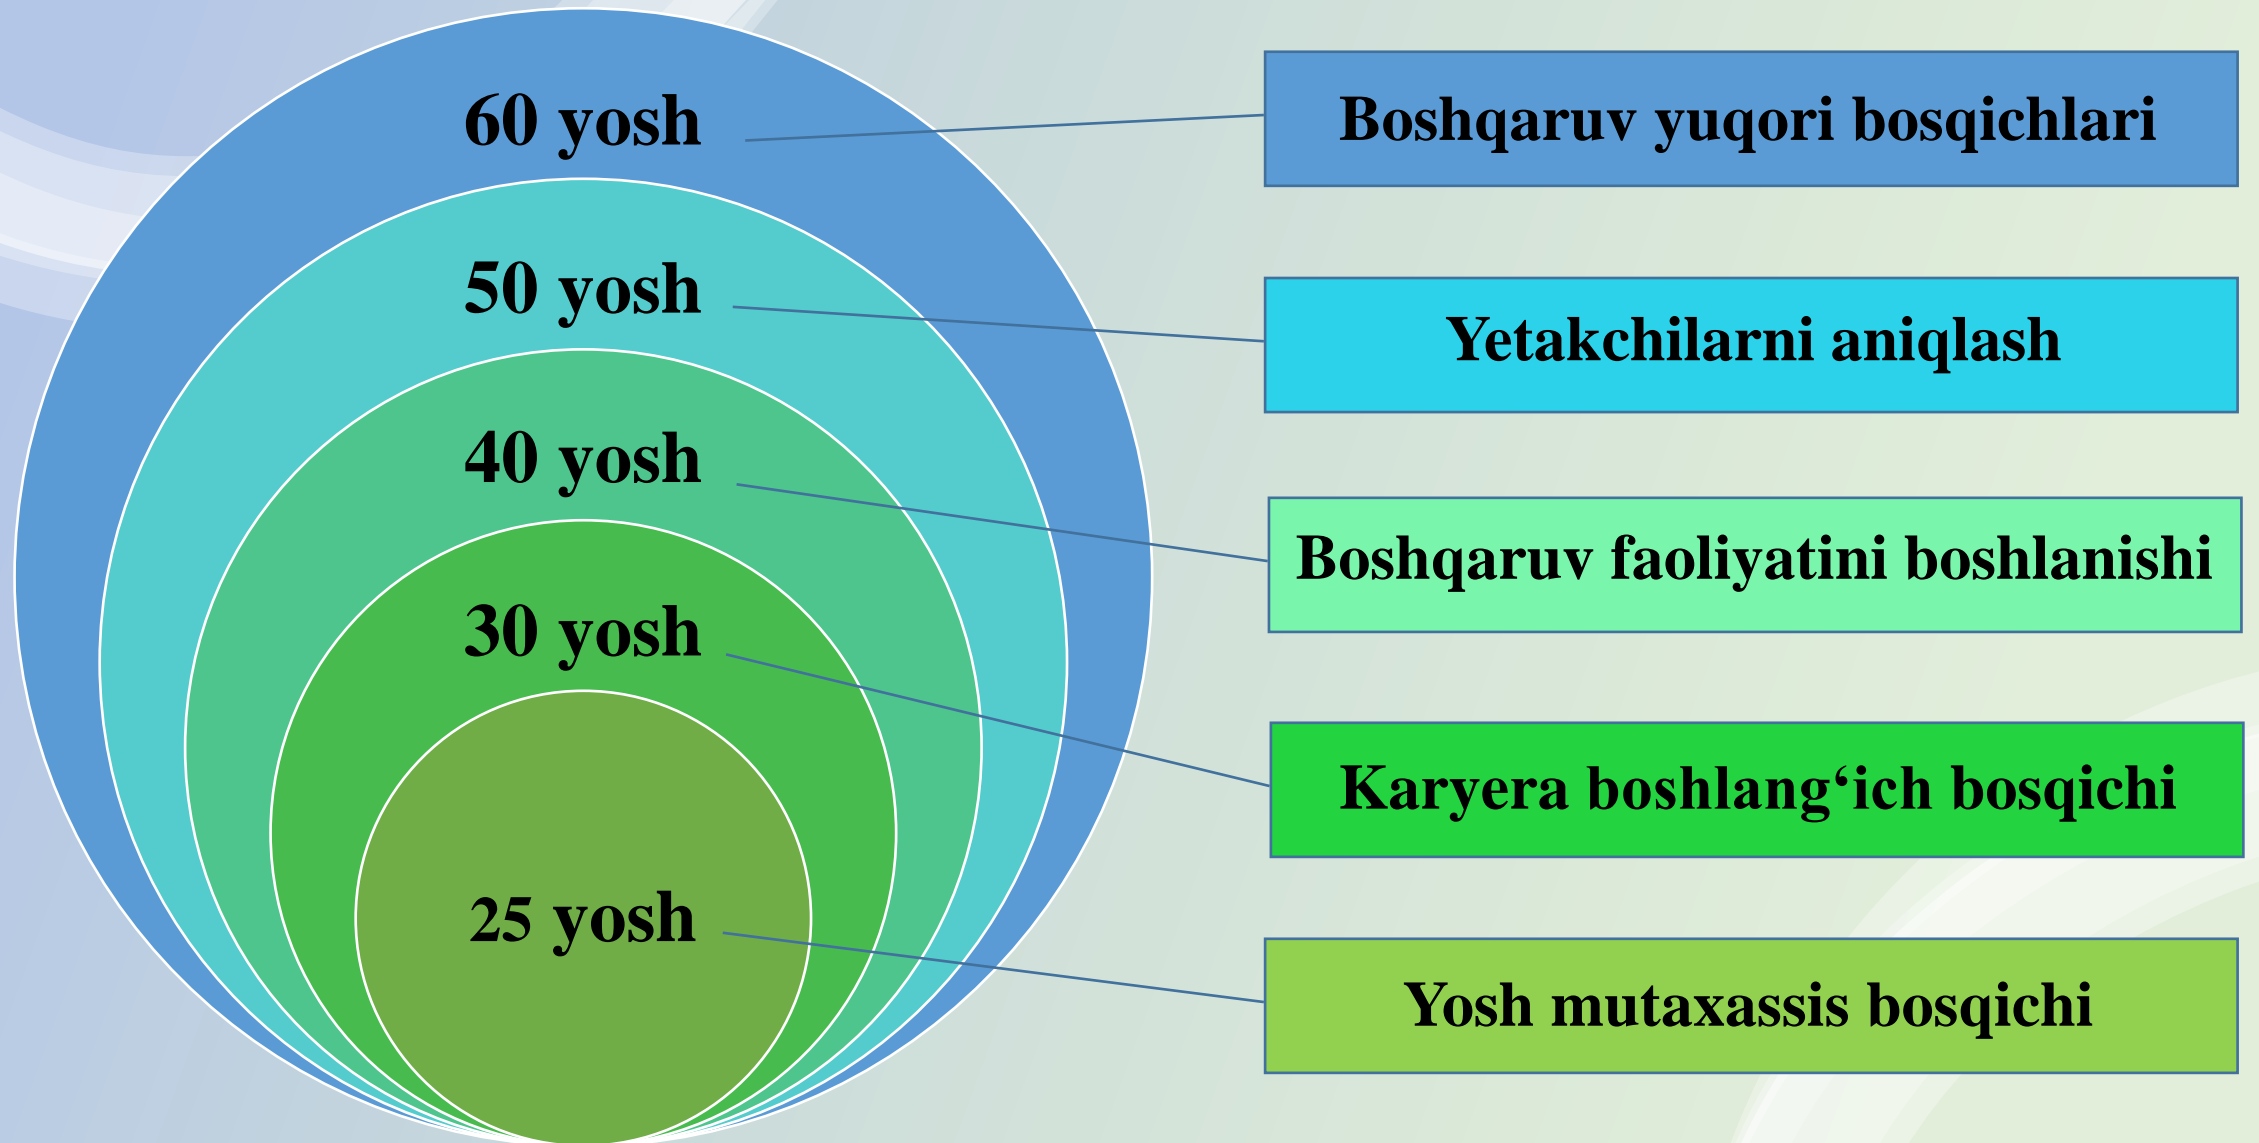 60 yosh
Boshqaruv yuqori bosqichlari
50 yosh
Yetakchilarni aniqlash
40 yosh
Boshqaruv faoliyatini boshlanishi
30 yosh
Karyera boshlang‘ich bosqichi
25 yosh
Yosh mutaxassis bosqichi